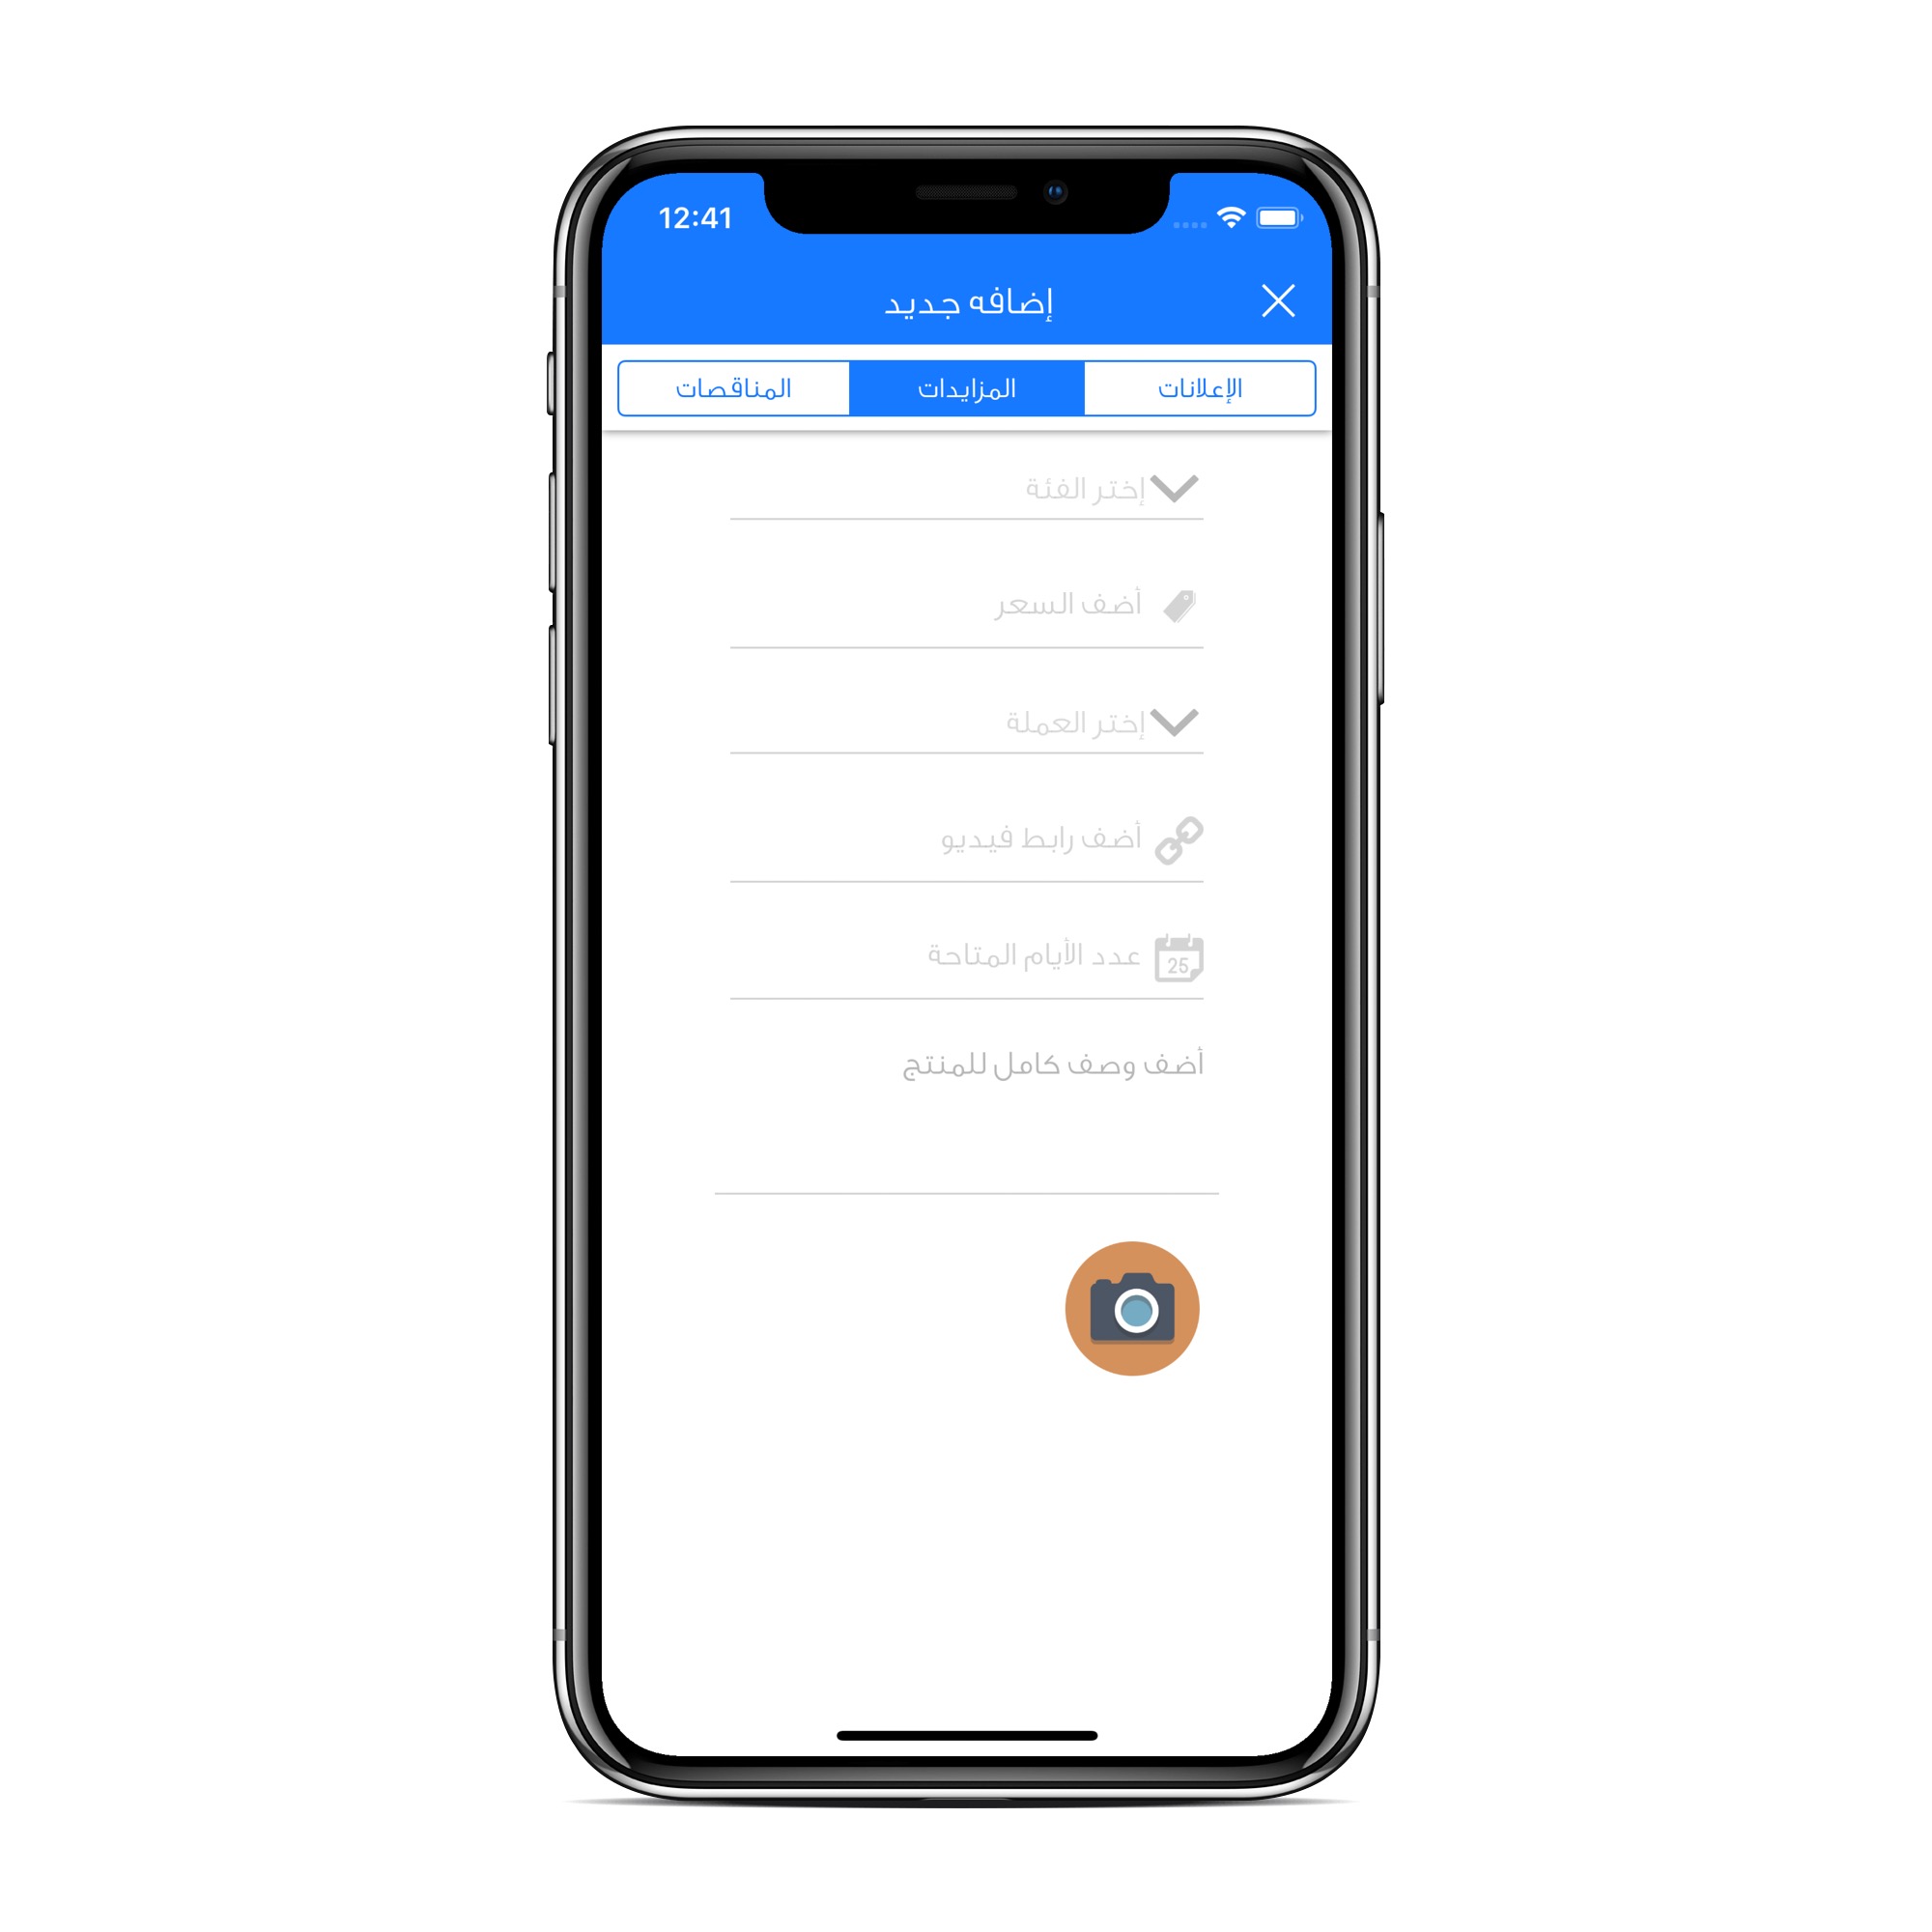 12:41
إضافه جديد
الإعلانات المزايدات المناقصات
إختر الفئة
أضف السعر
إختر العملة
أضف رابط فيديو
25 عدد الأيام المتاحة
أضف وصف كامل للمنتج